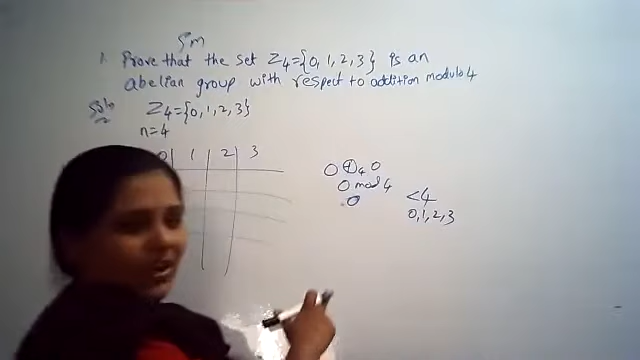 5m
1. Prove that the set Z₄={0, 1, 2, 3} is an
abelian group with respect to addition modulo 4
Soln
Z₄={0, 1, 2, 3}
n=4
0 1 2 3
0 ⊕₄ 0
0 mod 4
0
<4
0,1,2,3